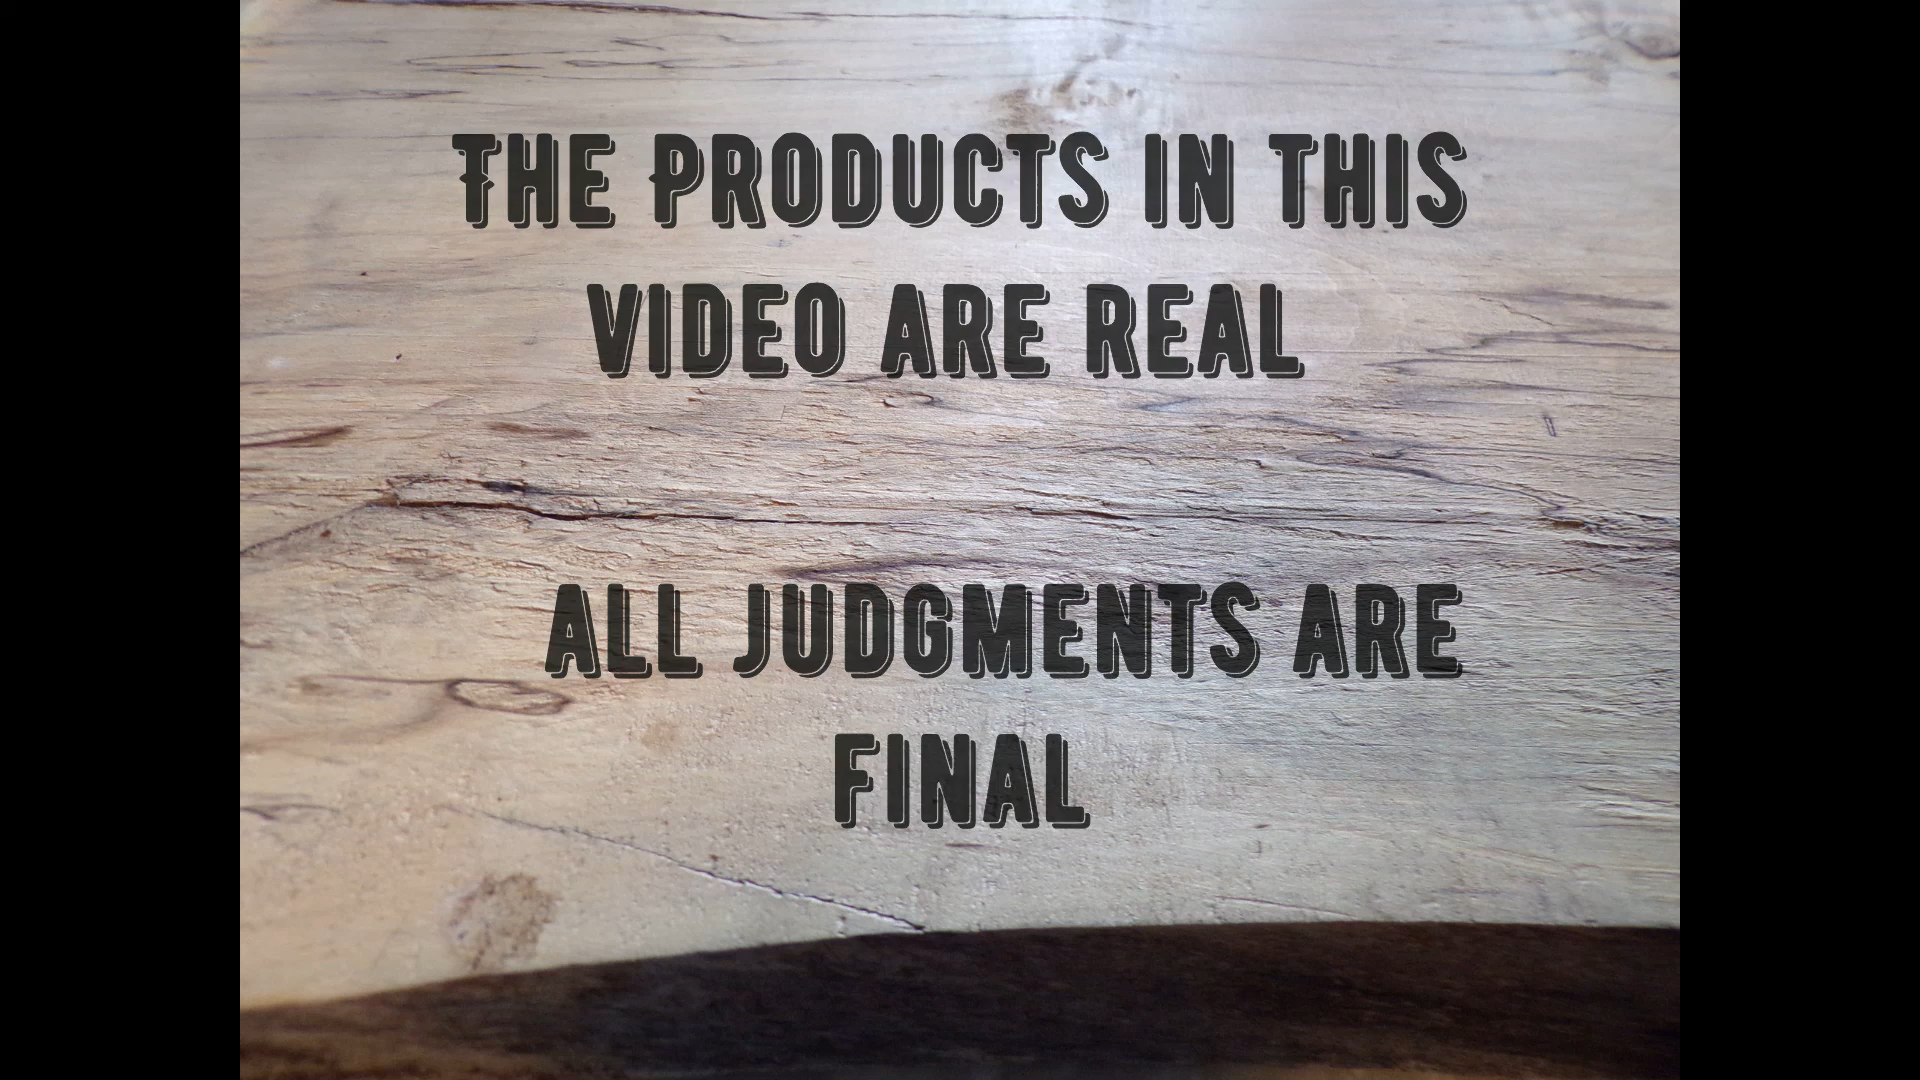 The Products in this
video are real
all judgments are
final